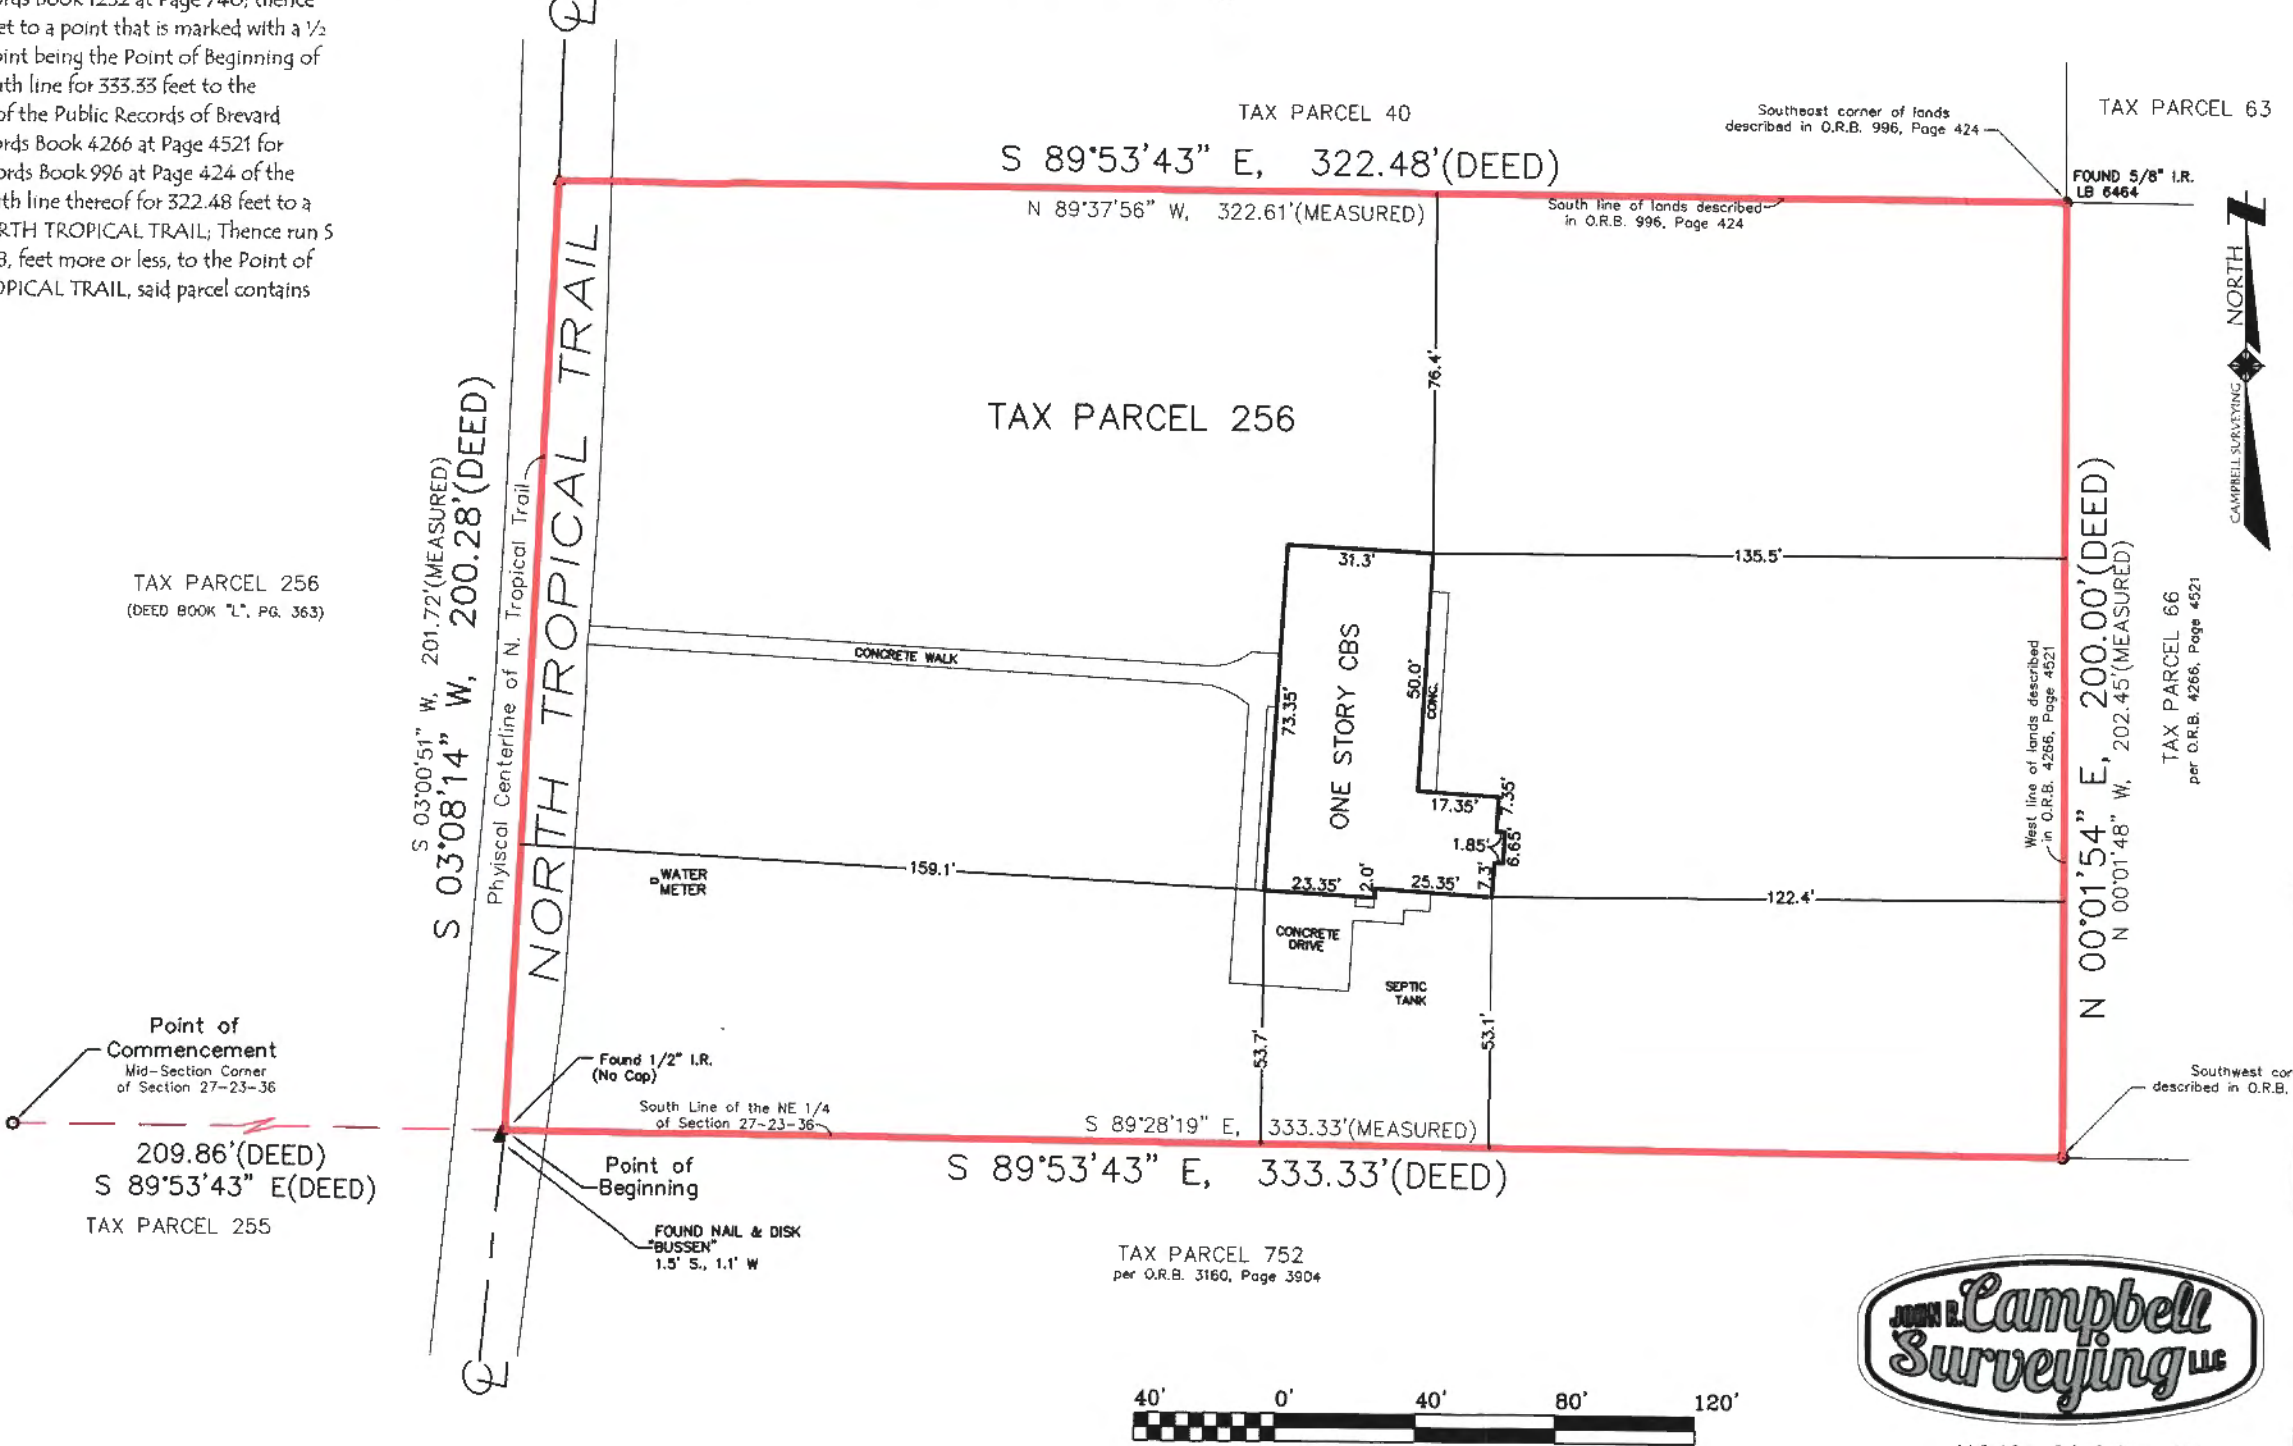 et to a point that is marked with a ½
oint being the Point of Beginning of
uth line for 333.33 feet to the
of the Public Records of Brevard
ords Book 4266 at Page 4521 for
ords Book 996 at Page 424 of the
uth line thereof for 322.48 feet to a
RTH TROPICAL TRAIL; Thence run S
3, feet more or less, to the Point of
OPICAL TRAIL, said parcel contains
TAX PARCEL 40
S 89°53'43" E, 322.48'(DEED)
N 89°37'56" W, 322.61'(MEASURED)
Southeast corner of lands
described in O.R.B. 996, Page 424
TAX PARCEL 63
FOUND 5/8" I.R.
LB 6464
South line of lands described
in O.R.B. 996, Page 424
NORTH
CAMPBELL SURVEYING
TAX PARCEL 256
TAX PARCEL 256
(DEED BOOK "L", PG. 363)
S 03°00'51" W, 201.72'(MEASURED)
S 03°08'14" W, 200.28'(DEED)
Phyiscal Centerline of N. Tropical Trail
NORTH TROPICAL TRAIL
76.4'
31.3'
135.5'
CONCRETE WALK
73.35'
ONE STORY CBS
50.0'
CONC.
17.35'
7.35'
1.85'
6.65'
7.3'
159.1'
WATER
METER
23.35'
2.0'
25.35'
122.4'
CONCRETE
DRIVE
SEPTIC
TANK
53.7'
53.1'
West line of lands described
in O.R.B. 4266, Page 4521
N 00°01'54" E, 200.00'(DEED)
N 00°01'48" W, 202.45'(MEASURED)
TAX PARCEL 66
per O.R.B. 4266, Page 4521
Point of
Commencement
Mid-Section Corner
of Section 27-23-36
209.86'(DEED)
S 89°53'43" E(DEED)
TAX PARCEL 255
Found 1/2" I.R.
(No Cap)
South Line of the NE 1/4
of Section 27-23-36
S 89°28'19" E, 333.33'(MEASURED)
S 89°53'43" E, 333.33'(DEED)
Southwest cor
described in O.R.B.
Point of
Beginning
FOUND NAIL & DISK
"BUSSEN"
1.5' S., 1.1' W
TAX PARCEL 752
per O.R.B. 3160, Page 3904
40' 0' 40' 80' 120'
JOHN R. Campbell
Surveying LLC